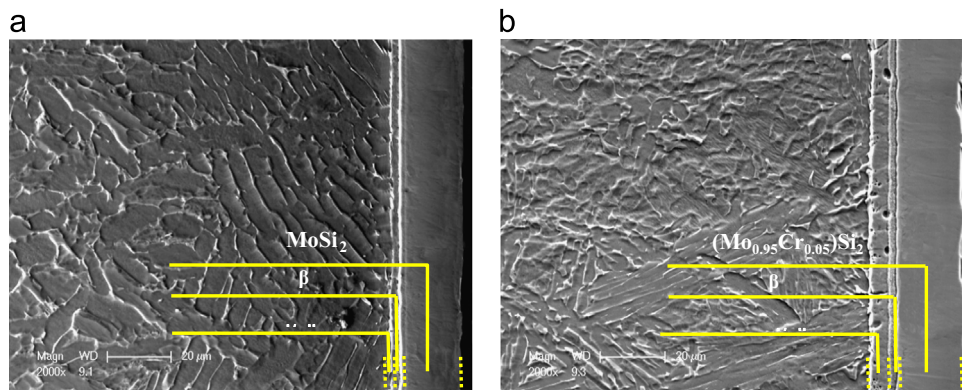 a
b
MoSi₂
β
Magn WD 20 μm
2000x 9.1
(Mo₀.₉₅Cr₀.₀₅)Si₂
β
Magn WD 20 μm
2000x 9.3